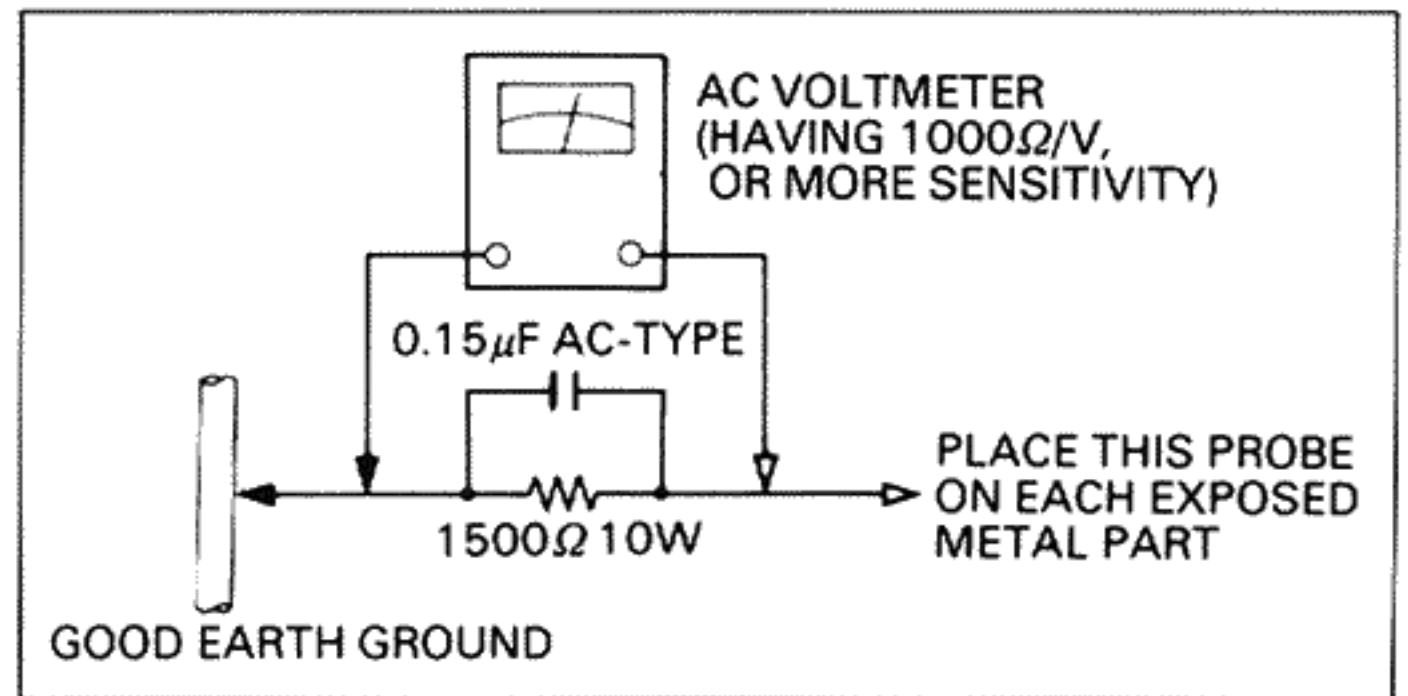 AC VOLTMETER
(HAVING 1000Ω/V,
OR MORE SENSITIVITY)
0.15μF AC-TYPE
1500Ω 10W
PLACE THIS PROBE
ON EACH EXPOSED
METAL PART
GOOD EARTH GROUND